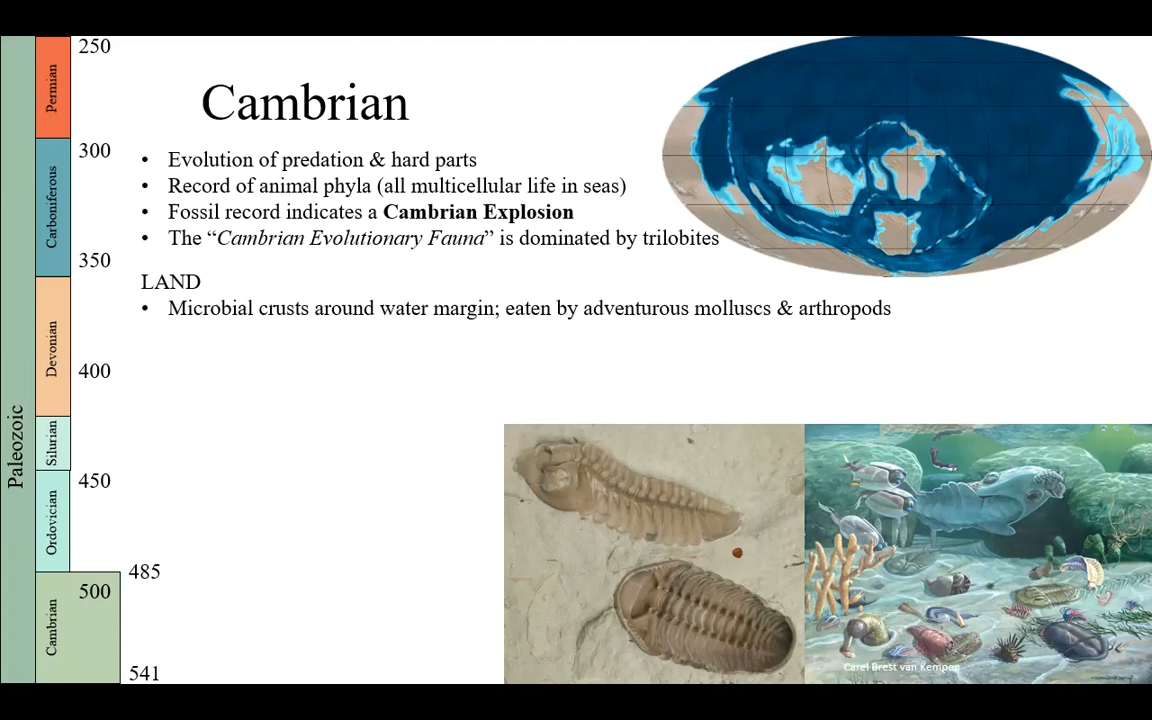 Cambrian
• Evolution of predation & hard parts
• Record of animal phyla (all multicellular life in seas)
• Fossil record indicates a Cambrian Explosion
• The “Cambrian Evolutionary Fauna” is dominated by trilobites
LAND
• Microbial crusts around water margin; eaten by adventurous molluscs & arthropods
Paleozoic
Permian
Carboniferous
Devonian
Silurian
Ordovician
Cambrian
250
300
350
400
450
485
500
541
Carel Brest van Kempen